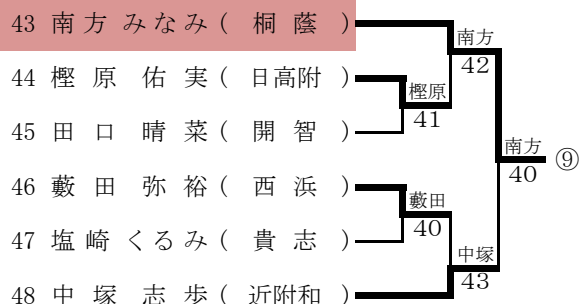 43 南方 みなみ ( 桐 蔭 )
44 樫 原 佑 実 ( 日高附 )
45 田 口 晴 菜 ( 開 智 )
46 藪 田 弥 裕 ( 西 浜 )
47 塩 崎 くるみ ( 貴 志 )
48 中 塚 志 歩 ( 近附和 )
樫原
41
藪田
40
南方
42
中塚
43
南方
40
⑨